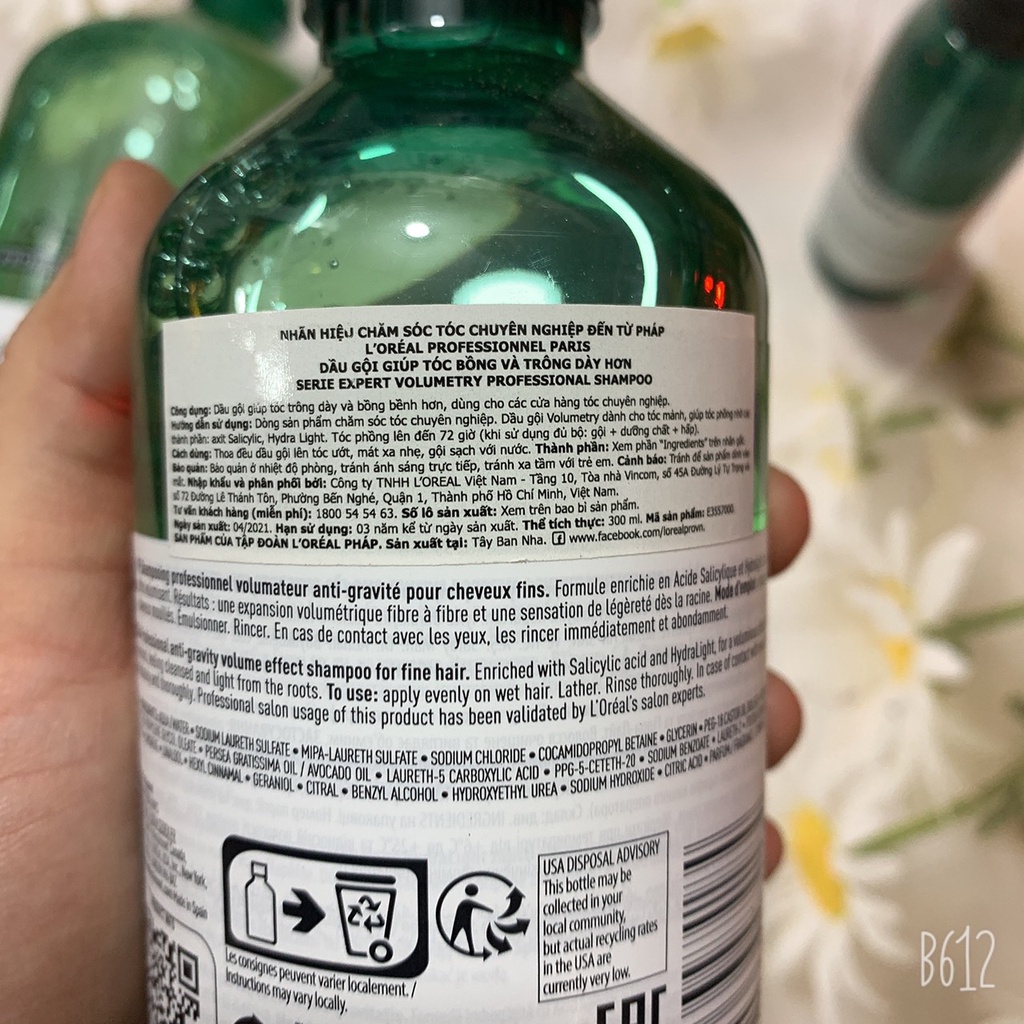 NHÃN HIỆU CHĂM SÓC TÓC CHUYÊN NGHIỆP ĐẾN TỪ PHÁP
L'ORÉAL PROFESSIONNEL PARIS
DẦU GỘI GIÚP TÓC BỒNG VÀ TRÔNG DÀY HƠN
SERIE EXPERT VOLUMETRY PROFESSIONAL SHAMPOO
Công dụng: Dầu gội giúp tóc trông dày và bồng bềnh hơn, dùng cho các cửa hàng tóc chuyên nghiệp.
Hướng dẫn sử dụng: Dòng sản phẩm chăm sóc tóc chuyên nghiệp. Dầu gội Volumetry dành cho tóc mảnh, giúp tóc phồng
thành phần: axit Salicylic, Hydra Light. Tóc phồng lên đến 72 giờ (khi sử dụng đủ bộ: gội + dưỡng chất + hấp).
Cách dùng: Thoa đều dầu gội lên tóc ướt, mát xa nhẹ, gội sạch với nước. Thành phần: Xem phần "Ingredients" trên nhãn gốc.
Bảo quản: Bảo quản ở nhiệt độ phòng, tránh ánh sáng trực tiếp, tránh xa tầm với trẻ em. Cảnh báo: Tránh để sản phẩm dính vào
mắt. Nhập khẩu và phân phối bởi: Công ty TNHH L'OREAL Việt Nam - Tầng 10, Tòa nhà Vincom, số 45A Đường Lý Tự Trọng và
số 72 Đường Lê Thánh Tôn, Phường Bến Nghé, Quận 1, Thành phố Hồ Chí Minh, Việt Nam.
Tư vấn khách hàng (miễn phí): 1800 54 54 63. Số lô sản xuất: Xem trên bao bì sản phẩm.
Ngày sản xuất: 04/2021. Hạn sử dụng: 03 năm kể từ ngày sản xuất. Thể tích thực: 300 ml. Mã sản phẩm: E3557000.
SẢN PHẨM CỦA TẬP ĐOÀN L'ORÉAL PHÁP. Sản xuất tại: Tây Ban Nha. www.facebook.com/lorealprovn.
professionnel volumateur anti-gravité pour cheveux fins. Formule enrichie en Acide Salicylique et
Résultats : une expansion volumétrique fibre à fibre et une sensation de légèreté dès la racine. Mode d'emploi
mouillés. Émulsionner. Rincer. En cas de contact avec les yeux, les rincer immédiatement et abondamment.
anti-gravity volume effect shampoo for fine hair. Enriched with Salicylic acid and HydraLight, for a
cleansed and light from the roots. To use: apply evenly on wet hair. Lather. Rinse thoroughly. In case of contact
thoroughly. Professional salon usage of this product has been validated by L'Oréal's salon experts.
WATER • SODIUM LAURETH SULFATE • MIPA-LAURETH SULFATE • SODIUM CHLORIDE • COCAMIDOPROPYL BETAINE • GLYCERIN •
OLEATE • PERSEA GRATISSIMA OIL / AVOCADO OIL • LAURETH-5 CARBOXYLIC ACID • PPG-5-CETETH-20 • SODIUM BENZOATE •
HEXYL CINNAMAL • GERANIOL • CITRAL • BENZYL ALCOHOL • HYDROXYETHYL UREA • SODIUM HYDROXIDE • CITRIC ACID •
Les consignes peuvent varier localement. /
Instructions may vary locally.
USA DISPOSAL ADVISORY
This bottle may be
collected in your
local community,
but actual recycling rates
in the USA are
currently very low.
B612